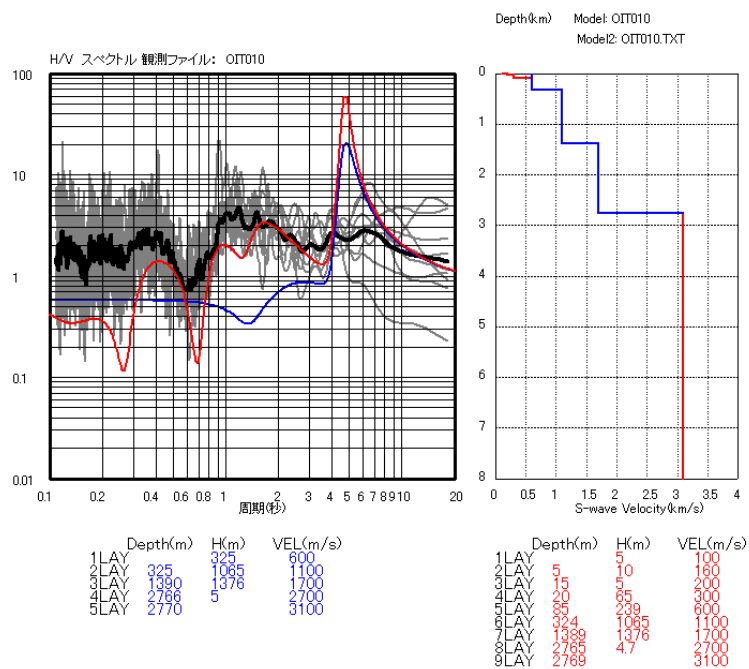 Depth(km) Model: OIT010
Model2: OIT010.TXT
H/V スペクトル 観測ファイル: OIT010
100
10
1
0.1
0.01
0.1 0.2 0.4 0.6 0.8 1 2 3 4 5 6 7 8 9 10 20
周期(秒)
0
1
2
3
4
5
6
7
8
0 0.5 1 1.5 2 2.5 3 3.5 4
S-wave Velocity(km/s)
Depth(m) H(m) VEL(m/s)
1LAY 325 600
2LAY 325 1065 1100
3LAY 1390 1376 1700
4LAY 2766 5 2700
5LAY 2770 3100
Depth(m) H(m) VEL(m/s)
1LAY 5 100
2LAY 5 10 160
3LAY 15 5 200
4LAY 20 65 300
5LAY 85 239 600
6LAY 324 1065 1100
7LAY 1389 1376 1700
8LAY 2765 4.7 2700
9LAY 2769 3100